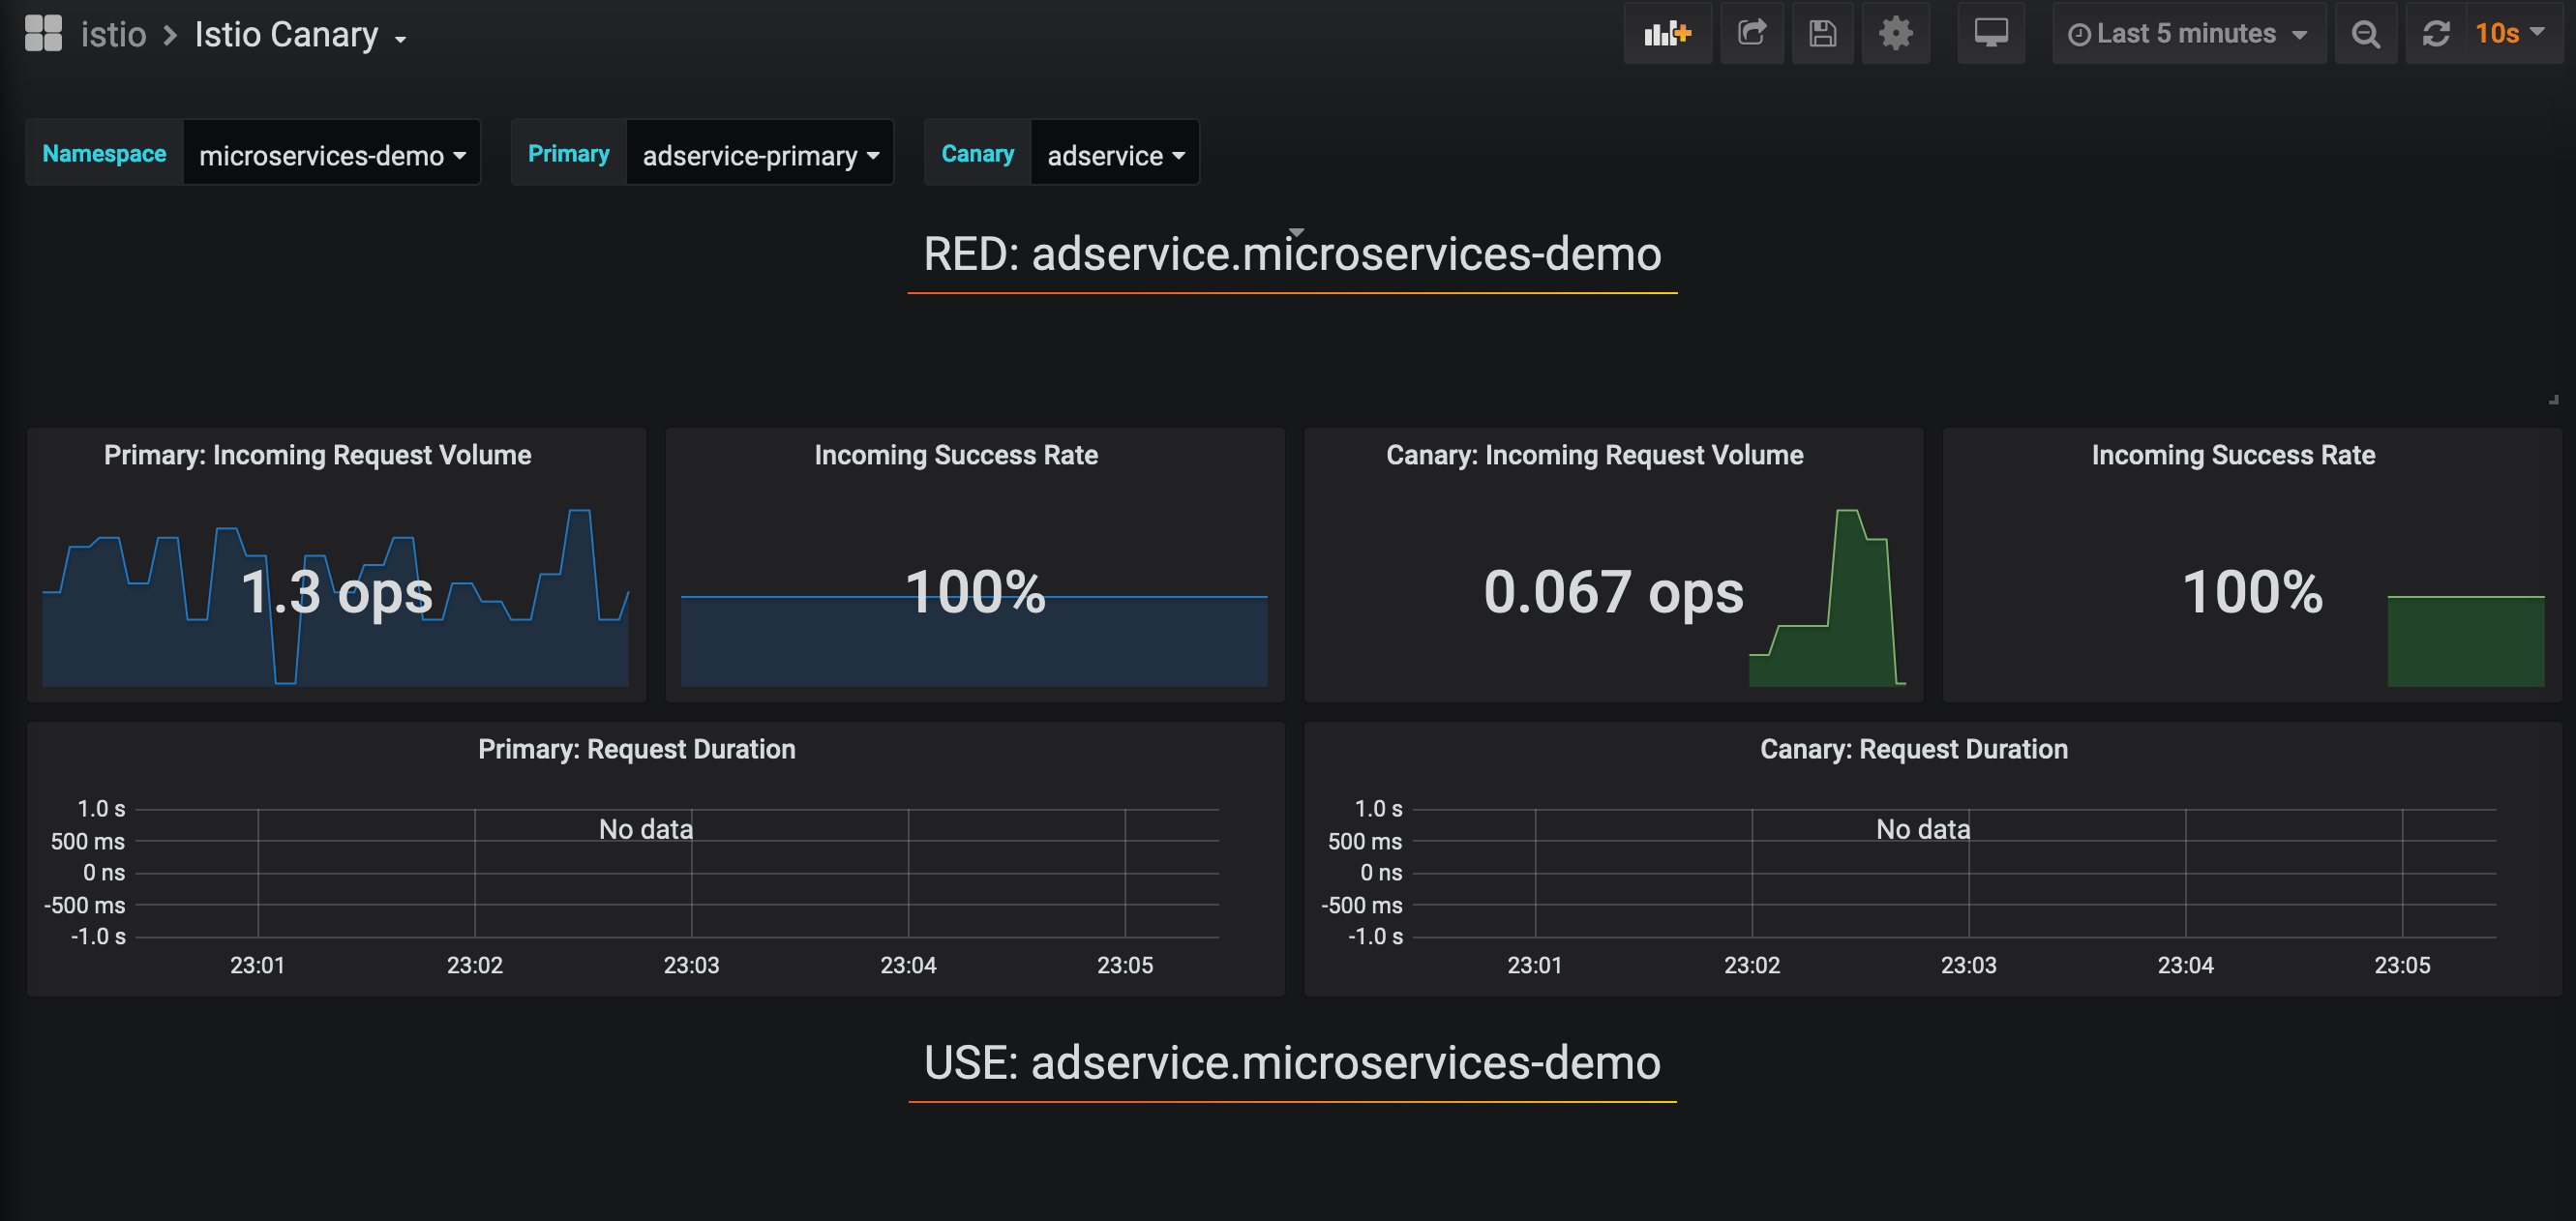 istio > Istio Canary
Last 5 minutes
10s
Namespace microservices-demo Primary adservice-primary Canary adservice
RED: adservice.microservices-demo
Primary: Incoming Request Volume
1.3 ops
Incoming Success Rate
100%
Canary: Incoming Request Volume
0.067 ops
Incoming Success Rate
100%
Primary: Request Duration
1.0 s
500 ms
0 ns
-500 ms
-1.0 s
No data
23:01 23:02 23:03 23:04 23:05
Canary: Request Duration
1.0 s
500 ms
0 ns
-500 ms
-1.0 s
No data
23:01 23:02 23:03 23:04 23:05
USE: adservice.microservices-demo